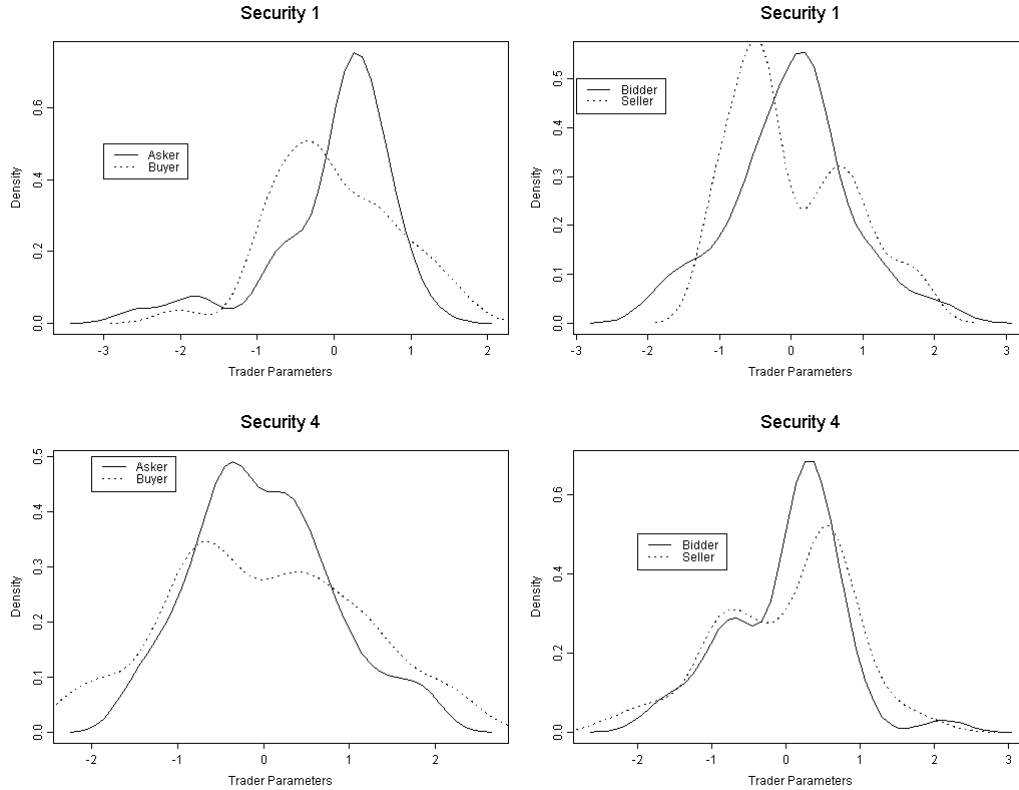 Security 1
Density
0.0 0.2 0.4 0.6
Asker
Buyer
-3 -2 -1 0 1 2
Trader Parameters
Security 1
Density
0.0 0.1 0.2 0.3 0.4 0.5
Bidder
Seller
-3 -2 -1 0 1 2 3
Trader Parameters
Security 4
Density
0.0 0.1 0.2 0.3 0.4 0.5
Asker
Buyer
-2 -1 0 1 2
Trader Parameters
Security 4
Density
0.0 0.2 0.4 0.6
Bidder
Seller
-2 -1 0 1 2 3
Trader Parameters